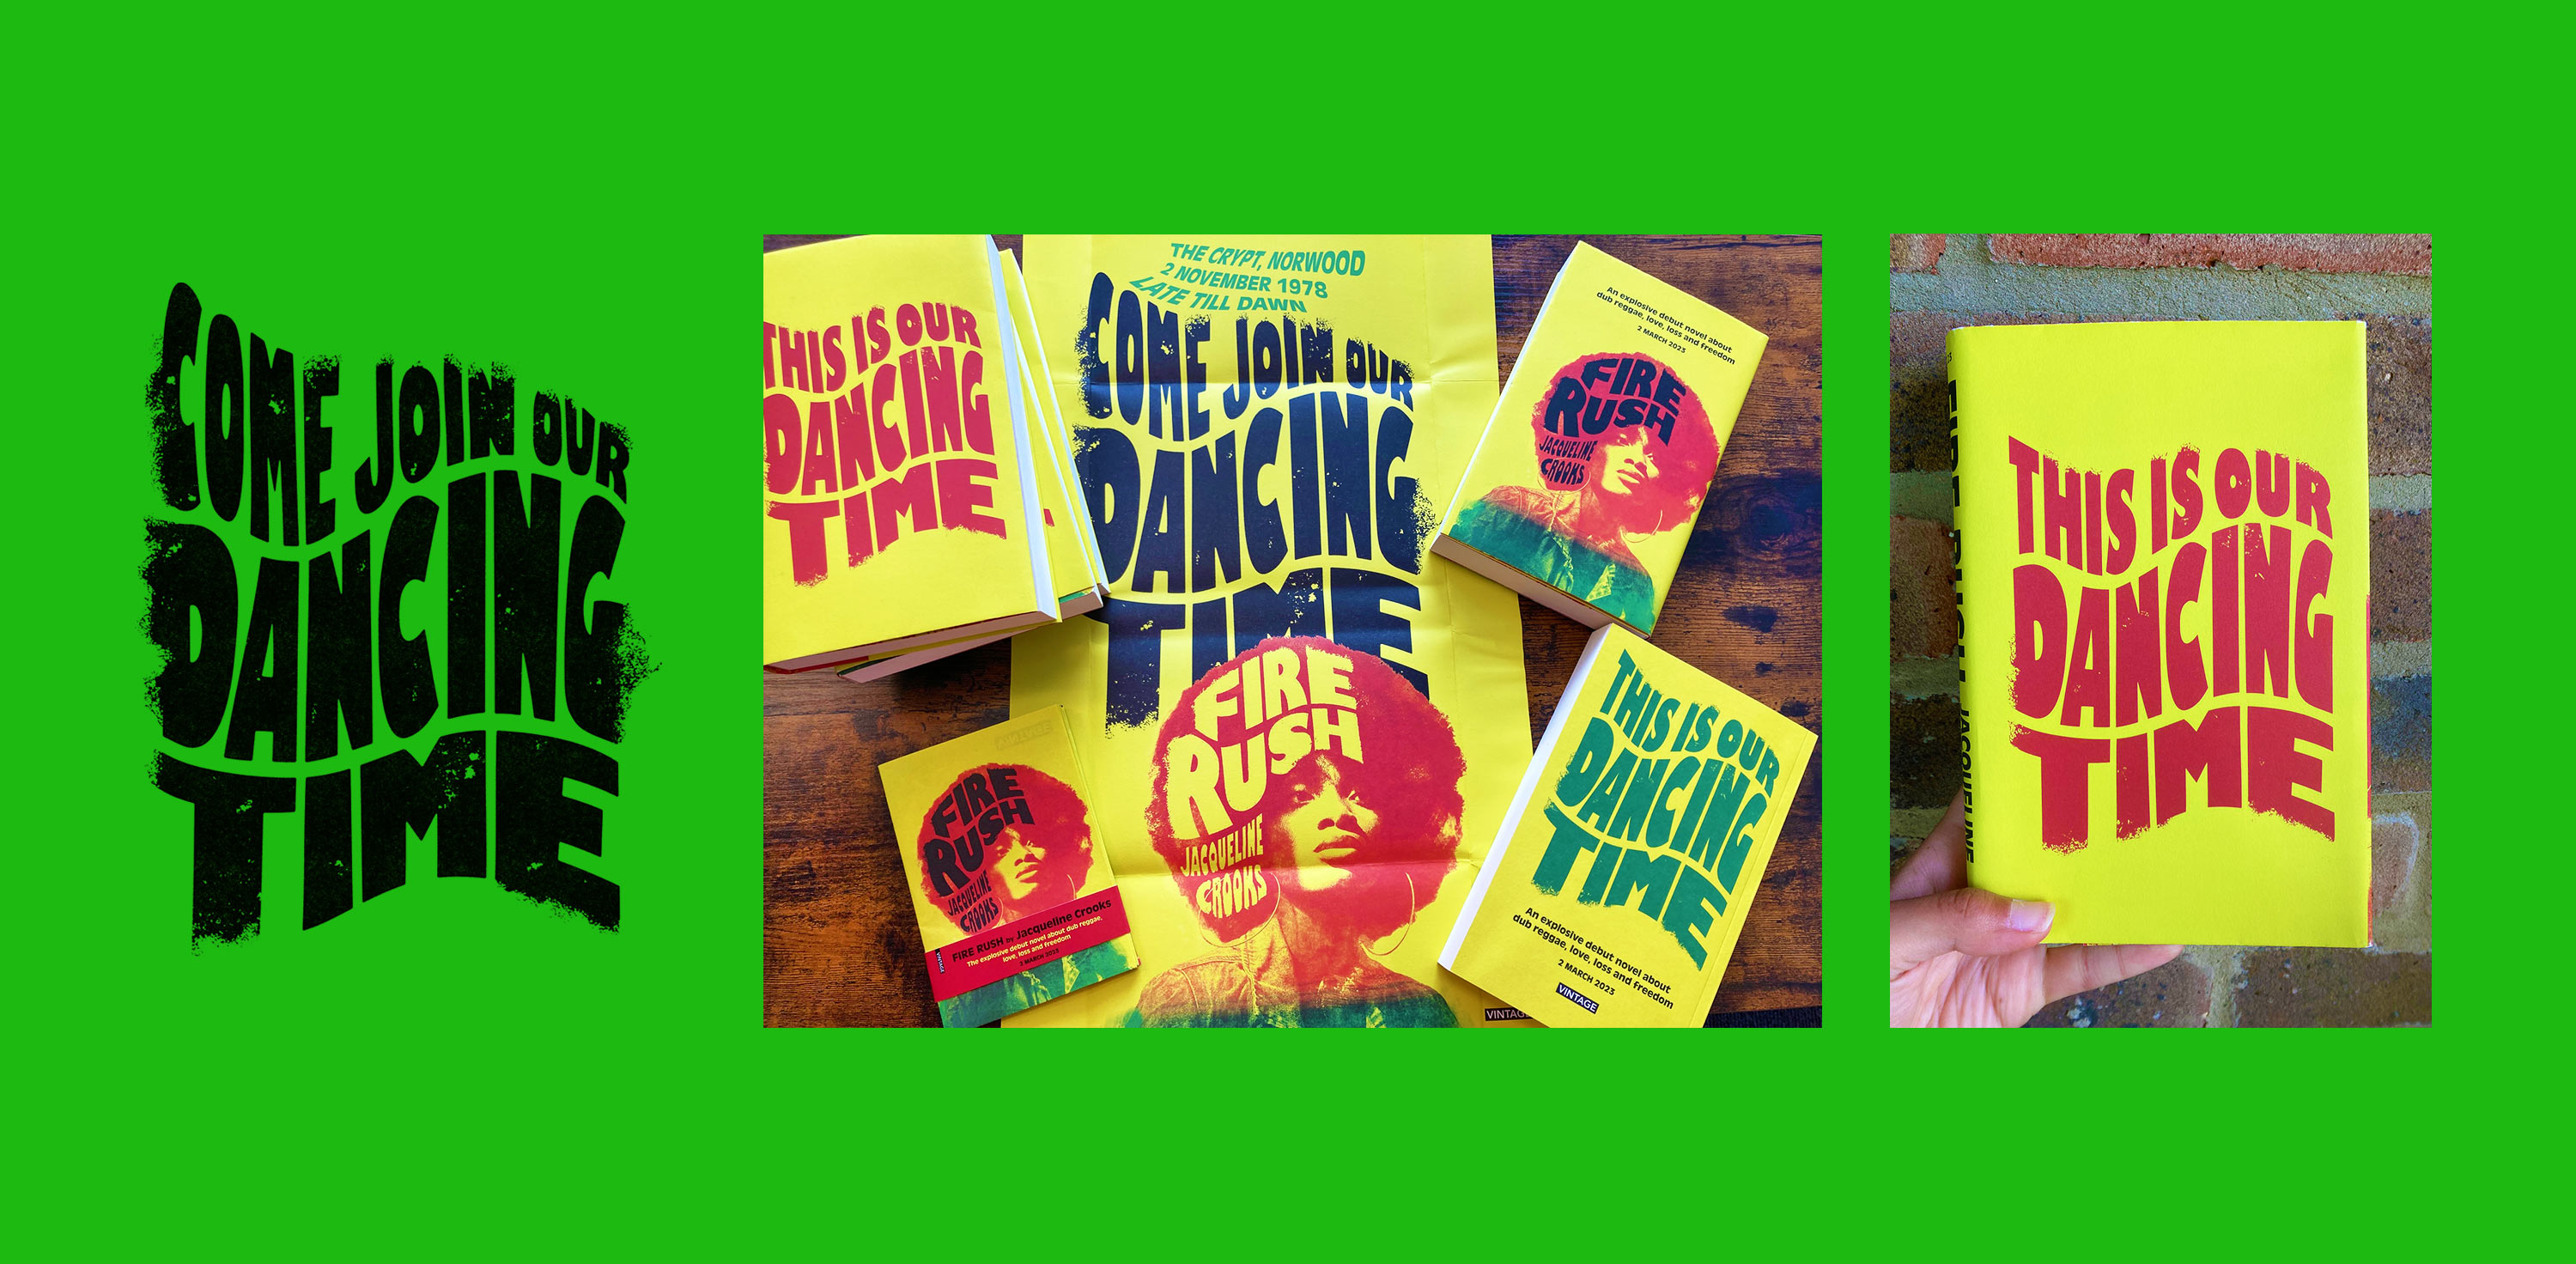 COME JOIN OUR
DANCING
TIME
THIS IS OUR
DANCING
TIME
THE CRYPT, NORWOOD
2 NOVEMBER 1978
LATE TILL DAWN
COME JOIN OUR
DANCING
TIME
FIRE
RUSH
JACQUELINE
CROOKS
VINTAGE
An explosive debut novel about
dub reggae, love, loss and freedom
2 MARCH 2023
FIRE
RUSH
JACQUELINE
CROOKS
FIRE
RUSH
JACQUELINE
CROOKS
FIRE RUSH by Jacqueline Crooks
The explosive debut novel about dub reggae,
love, loss and freedom
2 MARCH 2023
VINTAGE
THIS IS OUR
DANCING
TIME
An explosive debut novel about
dub reggae, love, loss and freedom
2 MARCH 2023
VINTAGE
THIS IS OUR
DANCING
TIME
FIRE RUSH JACQUELINE